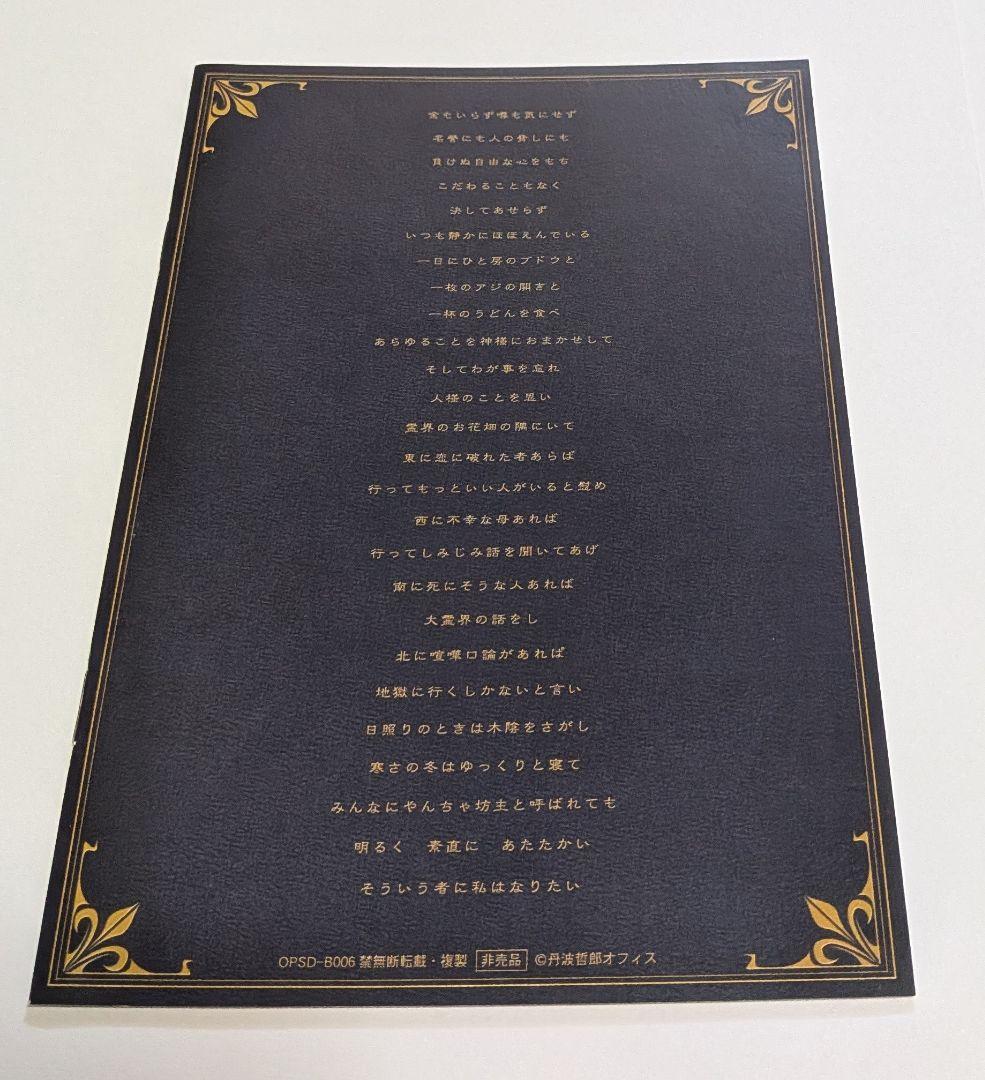 金もいらず噂も気にせず
名誉にも人の脅しにも
負けぬ自由な心をもち
こだわることもなく
決してあせらず
いつも静かにほほえんでいる
一日にひと房のブドウと
一枚のアジの開きと
一杯のうどんを食べ
あらゆることを神様におまかせして
そしてわが事を忘れ
人様のことを思い
霊界のお花畑の隅にいて
東に恋に破れた者あらば
行ってもっといい人がいると慰め
西に不幸な母あれば
行ってしみじみ話を聞いてあげ
南に死にそうな人あれば
大霊界の話をし
北に喧嘩口論があれば
地獄に行くしかないと言い
日照りのときは木陰をさがし
寒さの冬はゆっくりと寝て
みんなにやんちゃ坊主と呼ばれても
明るく　素直に　あたたかい
そういう者に私はなりたい
OPSD-B006 禁無断転載・複製 非売品 ©丹波哲郎オフィス